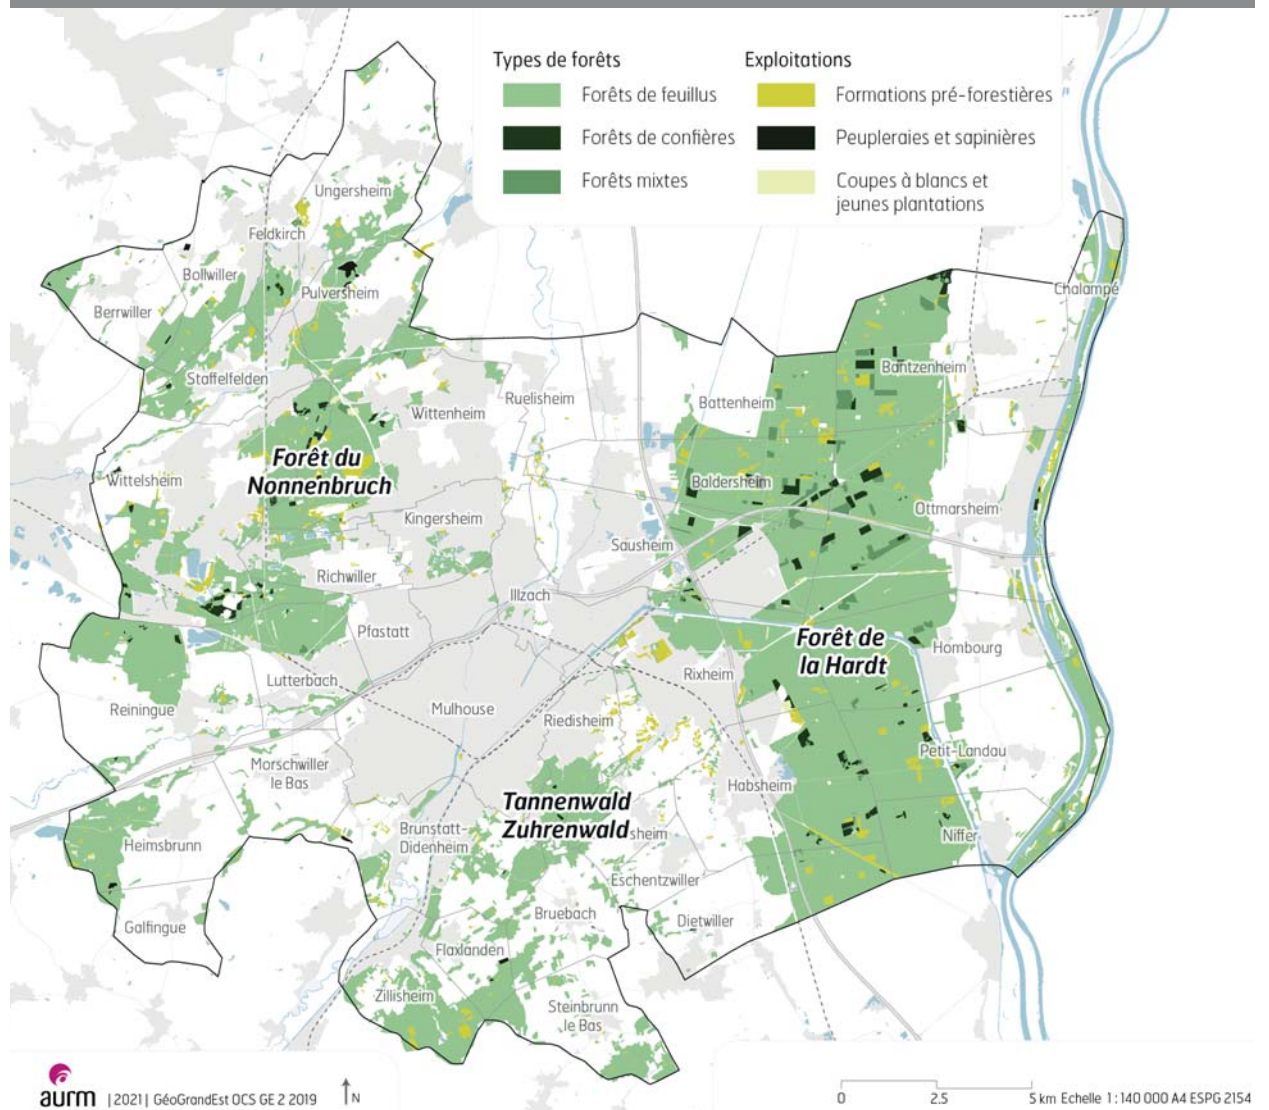 Types de forêts
Forêts de feuillus
Forêts de confières
Forêts mixtes
Exploitations
Formations pré-forestières
Peupleraies et sapinières
Coupes à blancs et
jeunes plantations
Ungersheim
Feldkirch
Bollwiller
Pulversheim
Berrwiller
Chalampé
Staffelfelden
Bantzenheim
Ruelisheim
Wittenheim
Battenheim
Forêt du
Nonnenbruch
Wittelsheim
Baldersheim
Ottmarsheim
Kingersheim
Sausheim
Richwiller
Illzach
Pfastatt
Forêt de
la Hardt
Hombourg
Rixheim
Lutterbach
Reiningue
Mulhouse
Riedisheim
Petit-Landau
Morschwiller
le Bas
Habsheim
Tannenwald
Zuhrenwald
sheim
Brunstatt-
Didenheim
Heimsbrunn
Niffer
Eschentzwiller
Bruebach
Dietwiller
Galfingue
Flaxlanden
Zillisheim
Steinbrunn
le Bas
aurm | 2021 | GéoGrandEst OCS GE 2 2019
N
0 2.5 5 km Echelle 1 : 140 000 A4 ESPG 2154